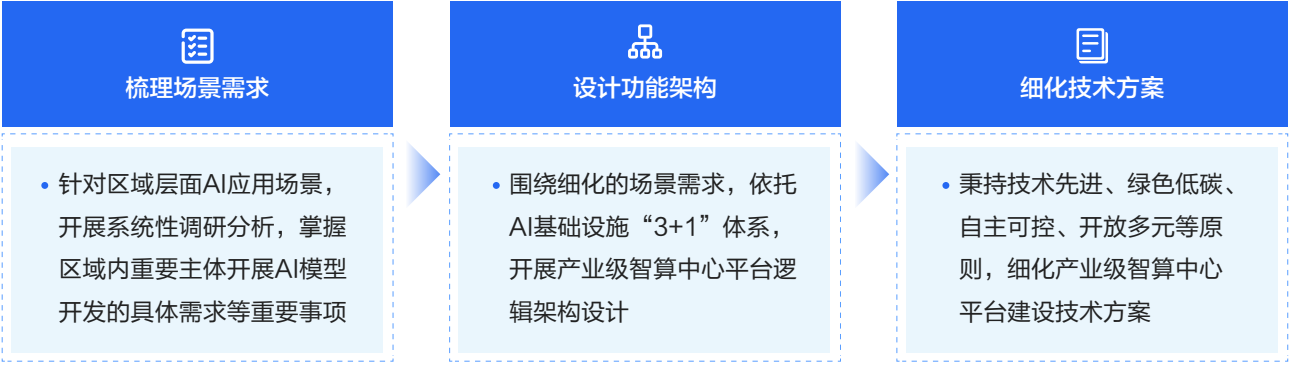 梳理场景需求
• 针对区域层面AI应用场景，
开展系统性调研分析，掌握
区域内重要主体开展AI模型
开发的具体需求等重要事项
设计功能架构
• 围绕细化的场景需求，依托
AI基础设施“3+1”体系，
开展产业级智算中心平台逻
辑架构设计
细化技术方案
• 秉持技术先进、绿色低碳、
自主可控、开放多元等原
则，细化产业级智算中心
平台建设技术方案